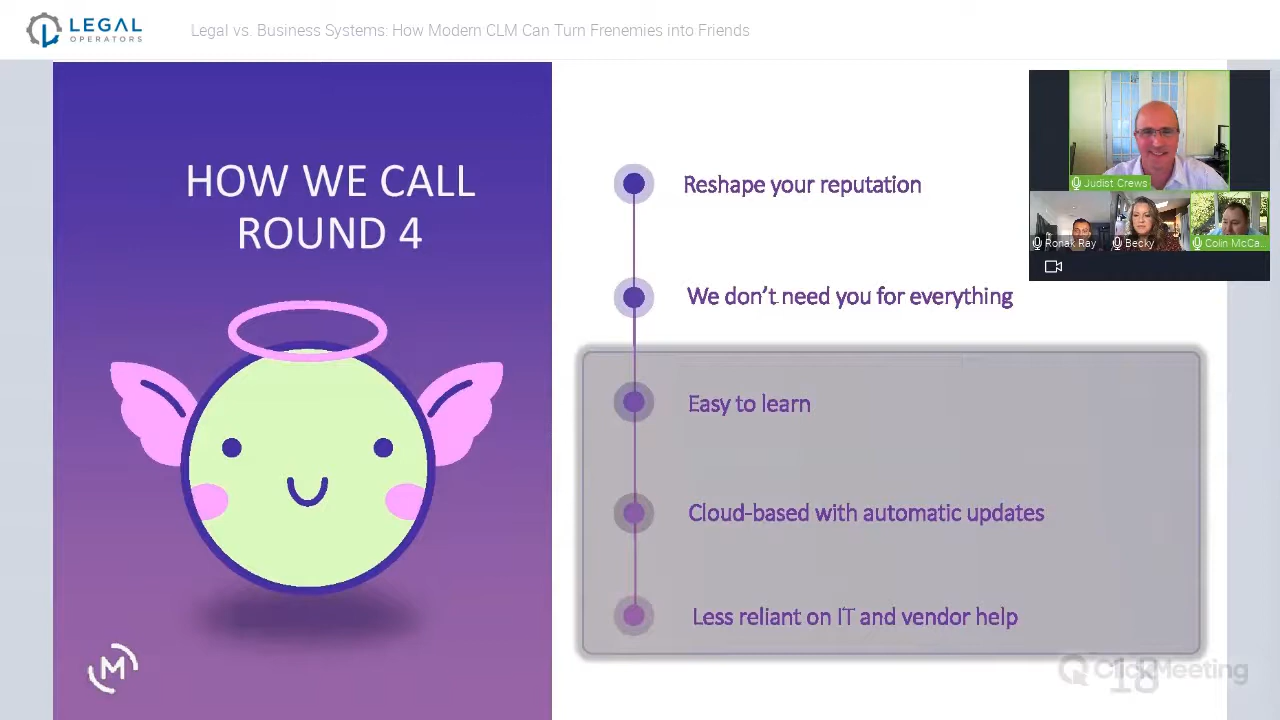 LEGAL
OPERATORS
Legal vs. Business Systems: How Modern CLM Can Turn Frenemies into Friends
HOW WE CALL
ROUND 4
Reshape your reputation
We don't need you for everything
Easy to learn
Cloud-based with automatic updates
Less reliant on IT and vendor help
Judist Crews
Ronak Ray
Becky
Colin McCa...
M
ClickMeeting
18